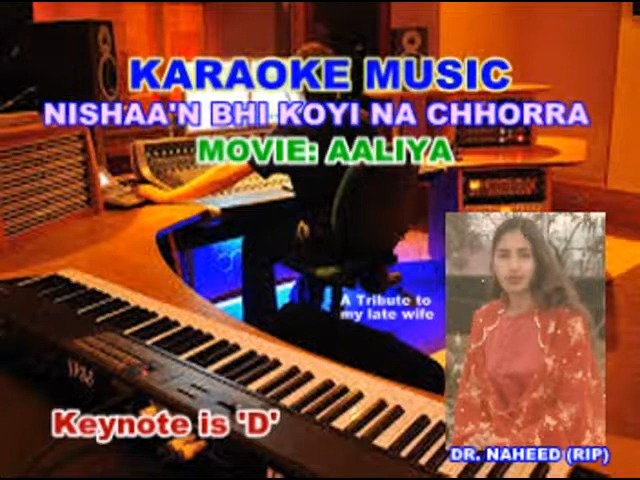 KARAOKE MUSIC
NISHAA'N BHI KOYI NA CHHORRA
MOVIE: AALIYA
A Tribute to
my late wife
Keynote is 'D'
DR. NAHEED (RIP)